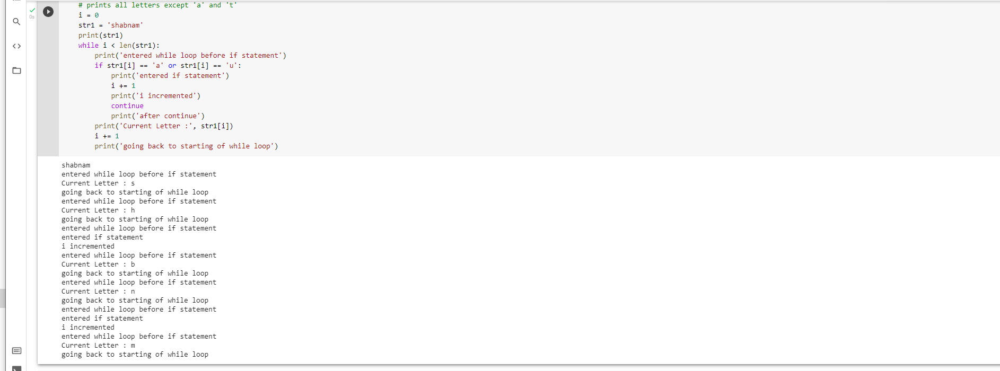 # prints all letters except 'a' and 't'
0s
i = 0
str1 = 'shabnam'
print(str1)
while i < len(str1):
    print('entered while loop before if statement')
    if str1[i] == 'a' or str1[i] == 'u':
        print('entered if statement')
        i += 1
        print('i incremented')
        continue
        print('after continue')
    print('Current Letter :', str1[i])
    i += 1
    print('going back to starting of while loop')
shabnam
entered while loop before if statement
Current Letter : s
going back to starting of while loop
entered while loop before if statement
Current Letter : h
going back to starting of while loop
entered while loop before if statement
entered if statement
i incremented
entered while loop before if statement
Current Letter : b
going back to starting of while loop
entered while loop before if statement
Current Letter : n
going back to starting of while loop
entered while loop before if statement
entered if statement
i incremented
entered while loop before if statement
Current Letter : m
going back to starting of while loop